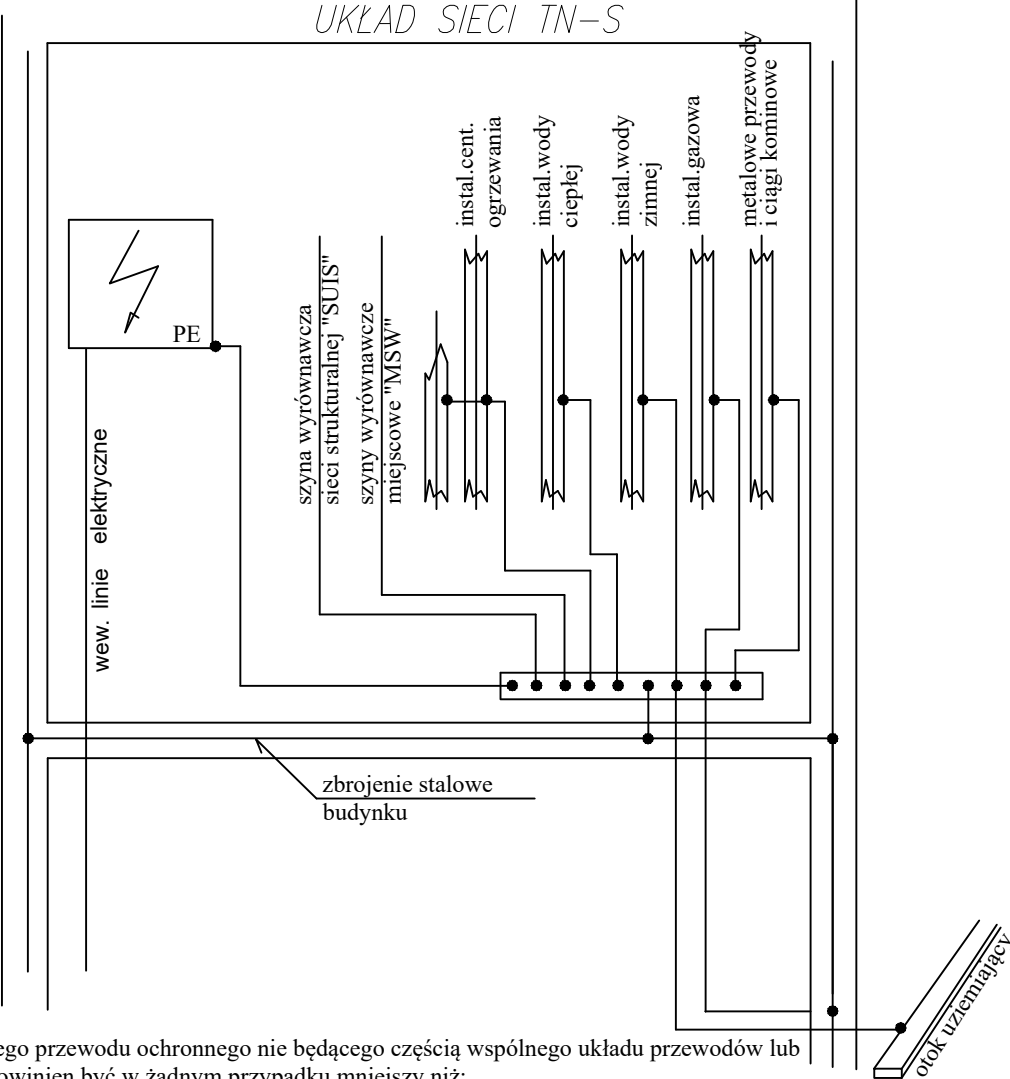 UKŁAD SIECI TN-S
metalowe przewody
i ciągi kominowe
instal.gazowa
instal.wody
zimnej
instal.wody
ciepłej
instal.cent.
ogrzewania
szyna wyrównawcza
sieci strukturalnej "SUIS"
szyny wyrównawcze
miejscowe "MSW"
PE
wew. linie elektryczne
zbrojenie stalowe
budynku
otok uziemiający
ego przewodu ochronnego nie będącego częścią wspólnego układu przewodów lub
owinien być w żadnym przypadku mniejszy niż: